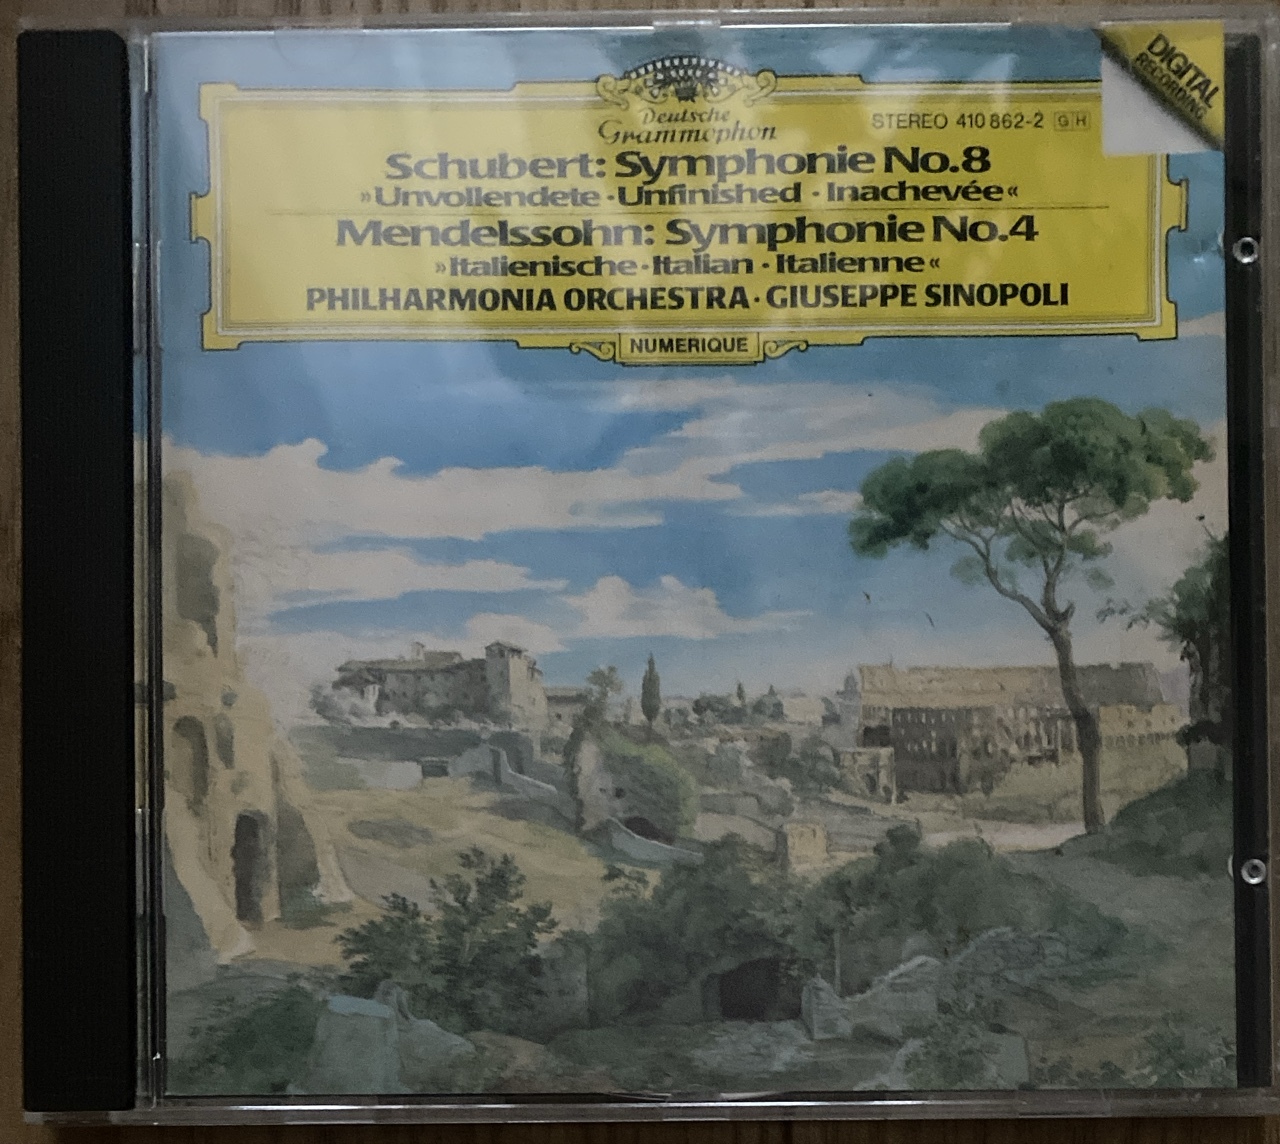 DIGITAL
RECORDING
Deutsche
Grammophon
STEREO 410 862-2 G H
Schubert: Symphonie No.8
»Unvollendete · Unfinished · Inachevée«
Mendelssohn: Symphonie No.4
»Italienische · Italian · Italienne«
PHILHARMONIA ORCHESTRA · GIUSEPPE SINOPOLI
NUMERIQUE